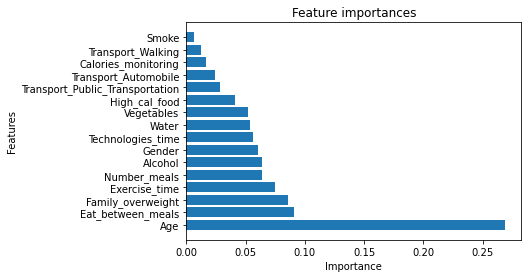 Feature importances
Smoke
Transport_Walking
Calories_monitoring
Transport_Automobile
Transport_Public_Transportation
High_cal_food
Vegetables
Water
Technologies_time
Gender
Alcohol
Number_meals
Exercise_time
Family_overweight
Eat_between_meals
Age
Features
0.00 0.05 0.10 0.15 0.20 0.25
Importance